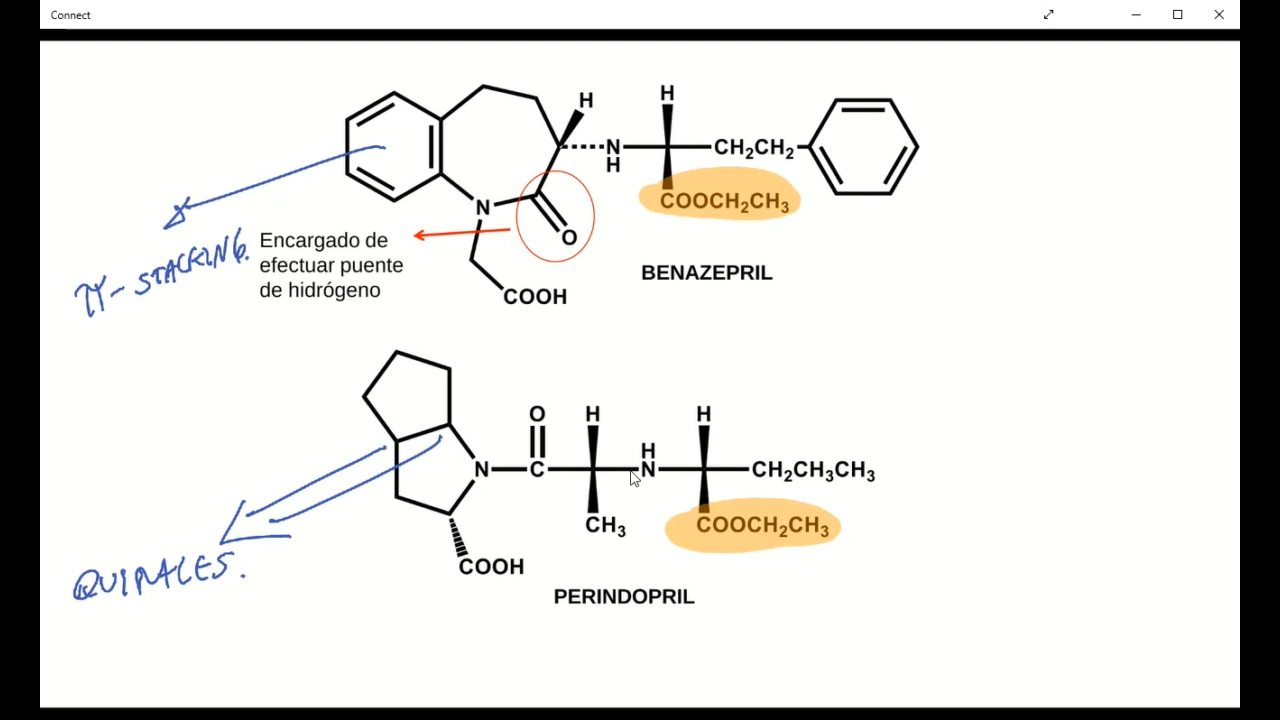 Connect
H
N
H
H
CH₂CH₂
COOCH₂CH₃
N
O
COOH
BENAZEPRIL
π- STACKING.
Encargado de
efectuar puente
de hidrógeno
O
H
H
H
N
C
N
CH₂CH₃CH₃
CH₃
COOCH₂CH₃
COOH
PERINDOPRIL
QUIRALES.